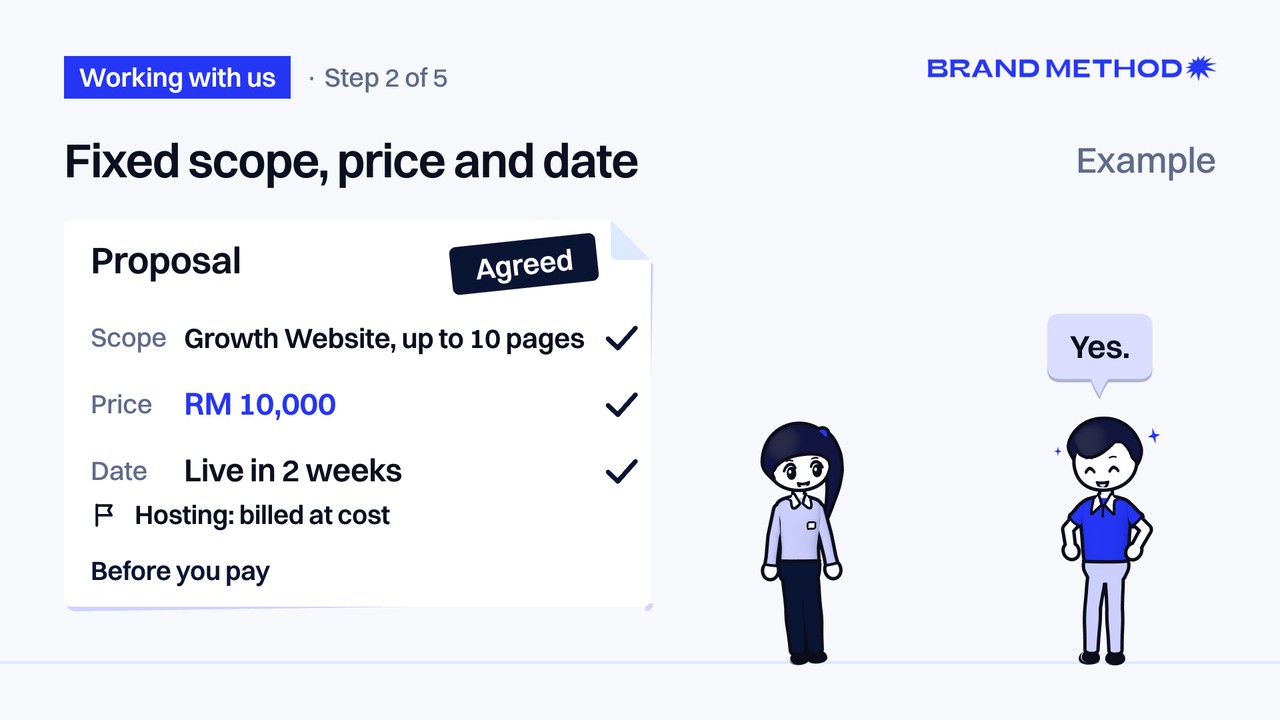 Working with us · Step 2 of 5
BRAND METHOD
Fixed scope, price and date
Example
Proposal
Agreed
Scope Growth Website, up to 10 pages
Price RM 10,000
Date Live in 2 weeks
Hosting: billed at cost
Before you pay
Yes.